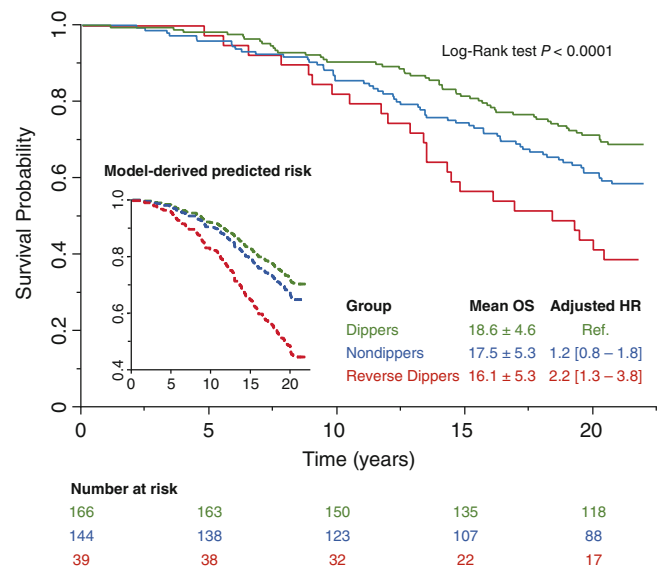 Survival Probability
1.0
0.8
0.6
0.4
0.2
0
Log-Rank test P < 0.0001
Model-derived predicted risk
1.0
0.8
0.6
0.4
0 5 10 15 20
Group Mean OS Adjusted HR
Dippers 18.6 ± 4.6 Ref.
Nondippers 17.5 ± 5.3 1.2 [0.8 – 1.8]
Reverse Dippers 16.1 ± 5.3 2.2 [1.3 – 3.8]
0 5 10 15 20
Time (years)
Number at risk
166 163 150 135 118
144 138 123 107 88
39 38 32 22 17